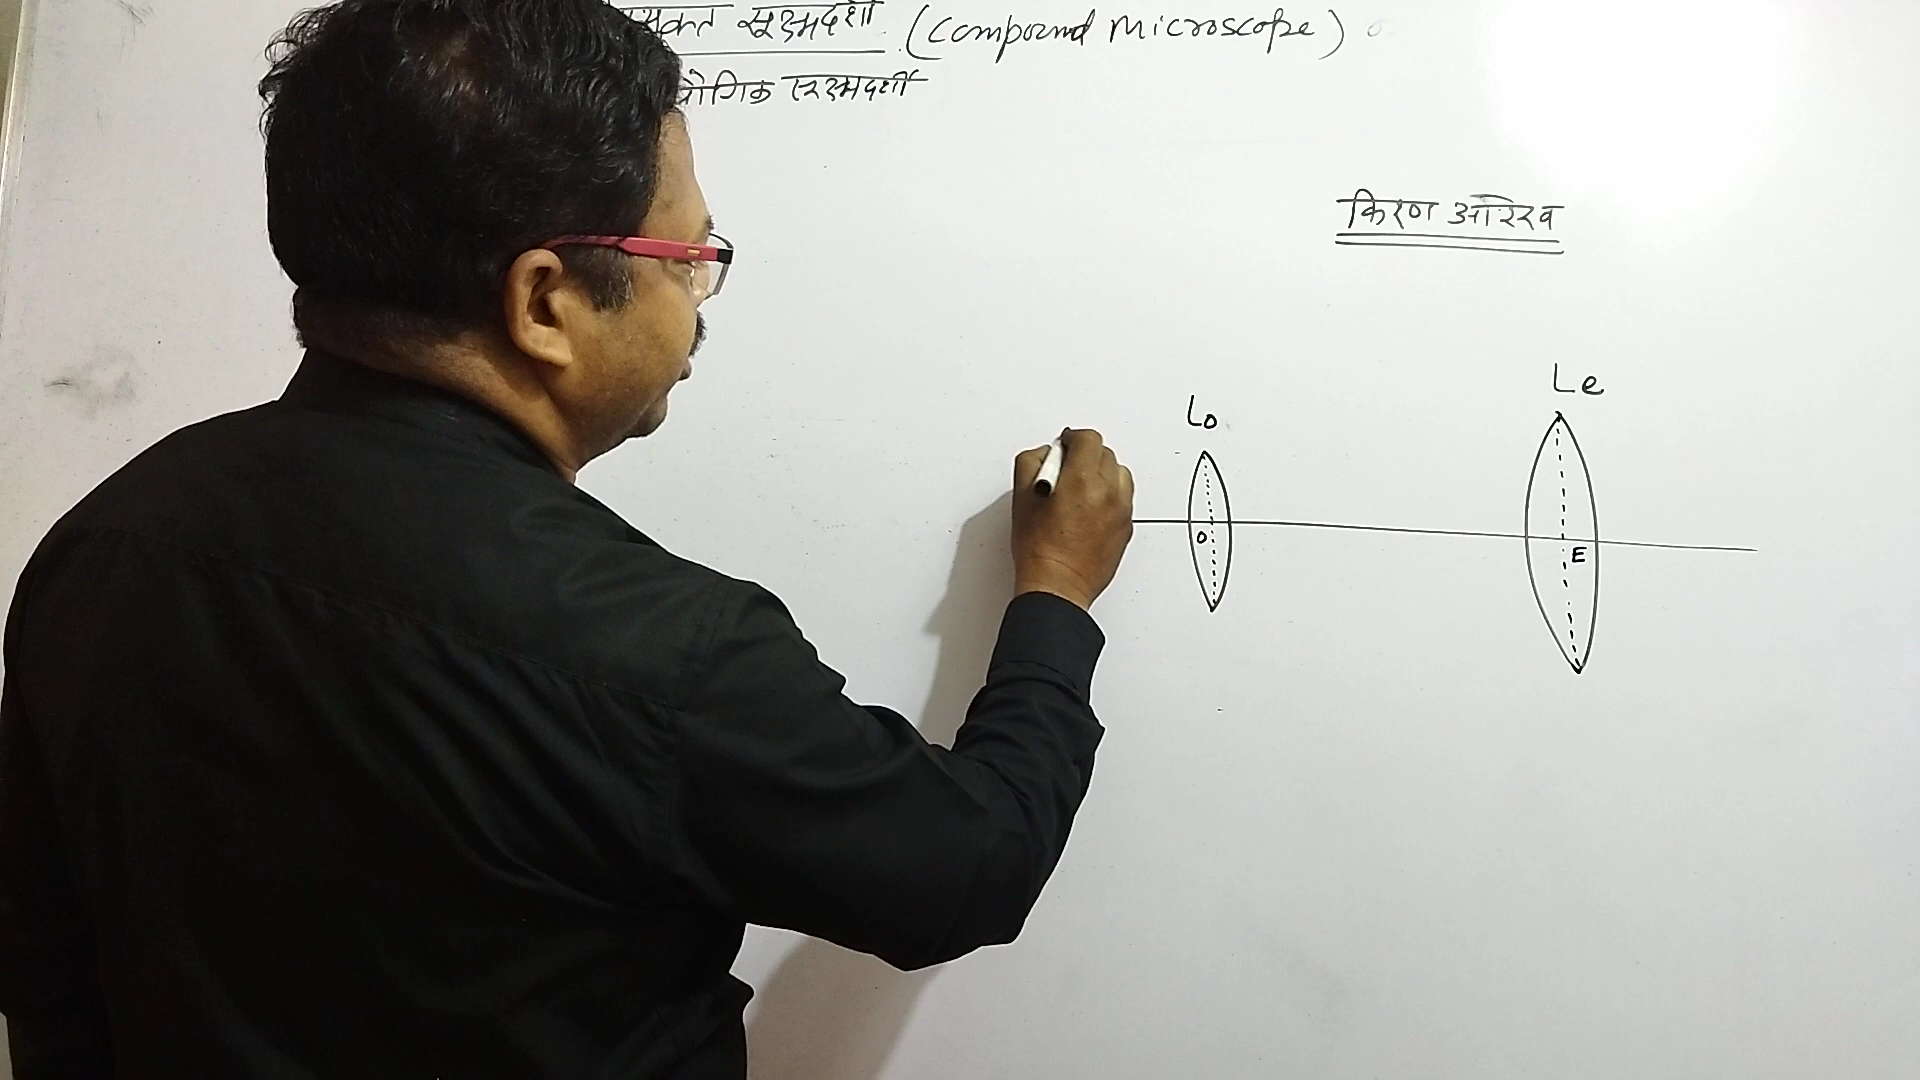 संयुक्त सूक्ष्मदर्शी (Compound Microscope)
यौगिक सूक्ष्मदर्शी
किरण आरेख
Le
Lo
O
E